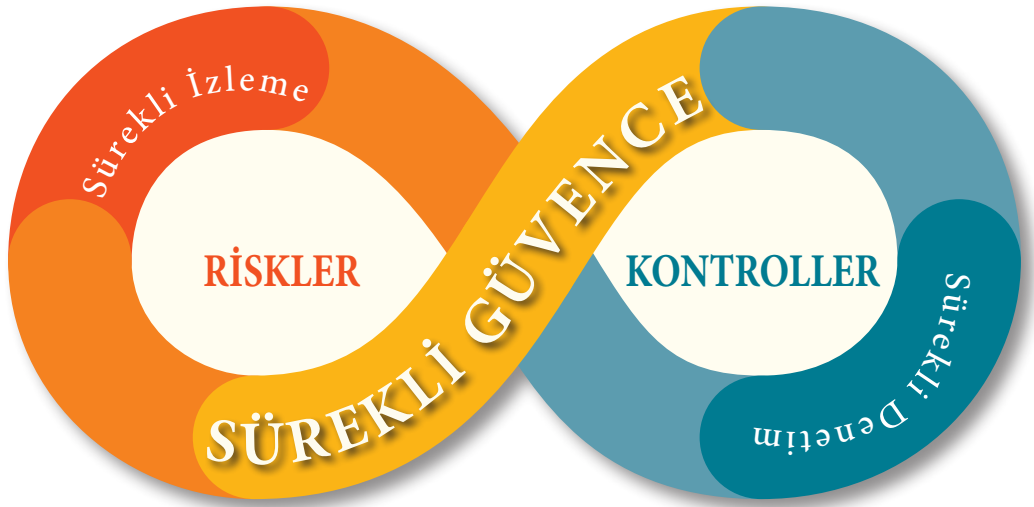 Sürekli İzleme
RİSKLER
SÜREKLİ GÜVENCE
KONTROLLER
Sürekli Denetim